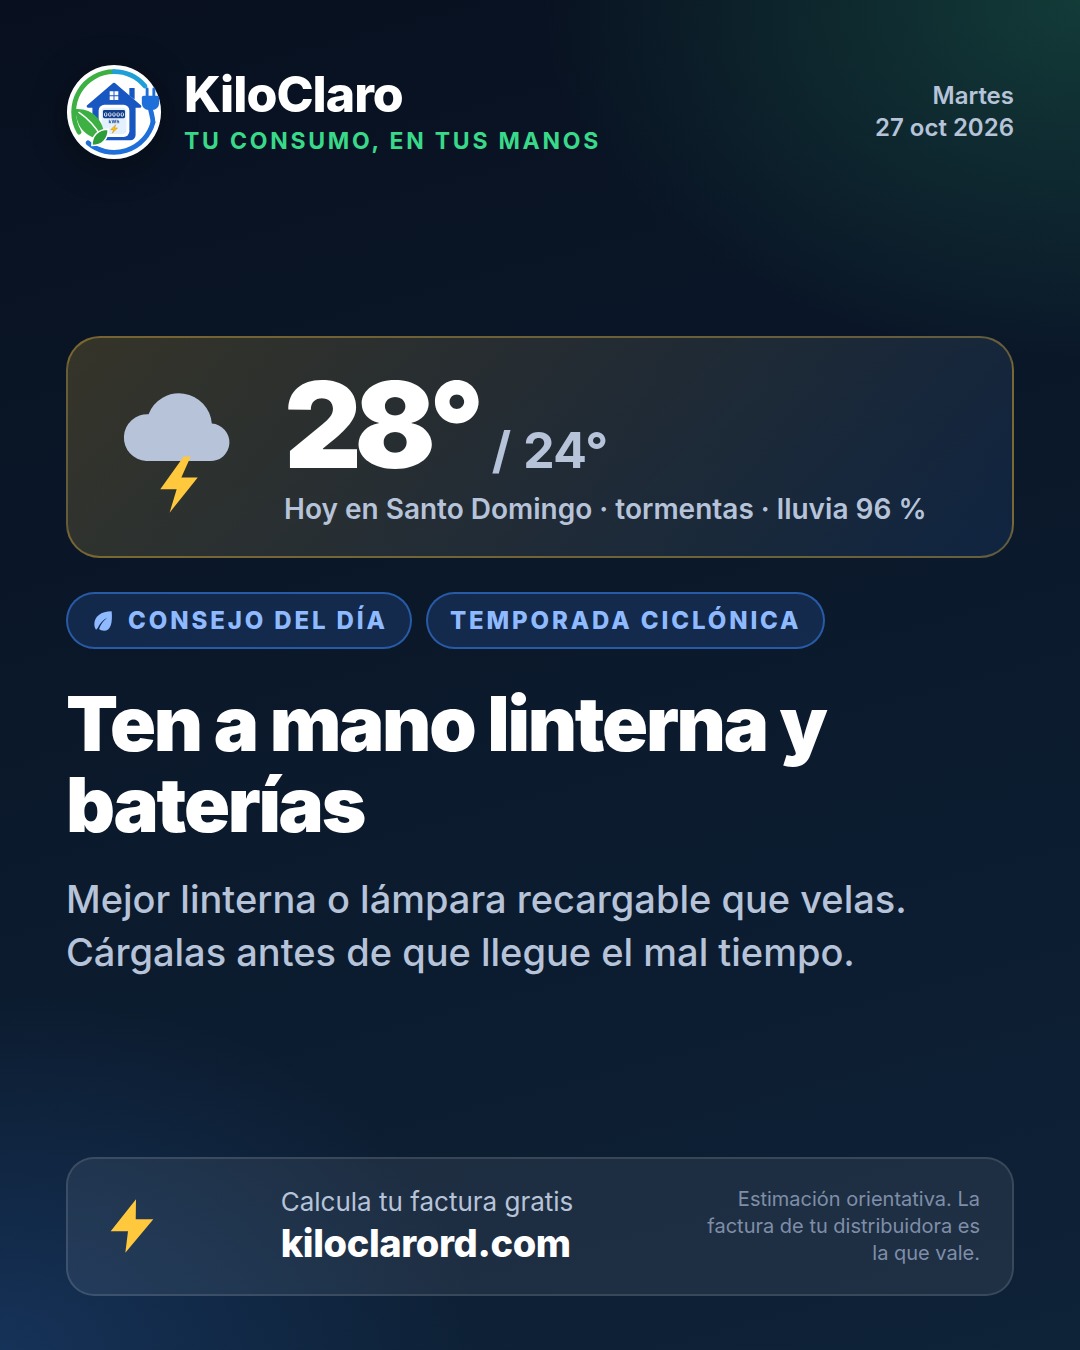 KiloClaro
TU CONSUMO, EN TUS MANOS
Martes
27 oct 2026
28° / 24°
Hoy en Santo Domingo · tormentas · lluvia 96 %
CONSEJO DEL DÍA
TEMPORADA CICLÓNICA
Ten a mano linterna y
baterías
Mejor linterna o lámpara recargable que velas.
Cárgalas antes de que llegue el mal tiempo.
Calcula tu factura gratis
kiloclarord.com
Estimación orientativa. La
factura de tu distribuidora es
la que vale.